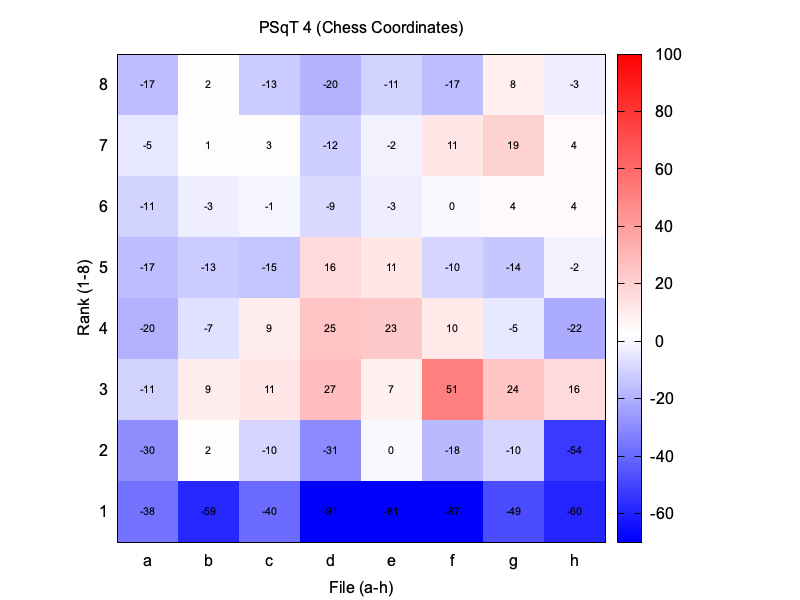 PSqT 4 (Chess Coordinates)
8 -17 2 -13 -20 -11 -17 8 -3
7 -5 1 3 -12 -2 11 19 4
6 -11 -3 -1 -9 -3 0 4 4
5 -17 -13 -15 16 11 -10 -14 -2
4 -20 -7 9 25 23 10 -5 -22
3 -11 9 11 27 7 51 24 16
2 -30 2 -10 -31 0 -18 -10 -54
1 -38 -59 -40 -91 -81 -87 -49 -60
a b c d e f g h
File (a-h)
Rank (1-8)
100
80
60
40
20
0
-20
-40
-60